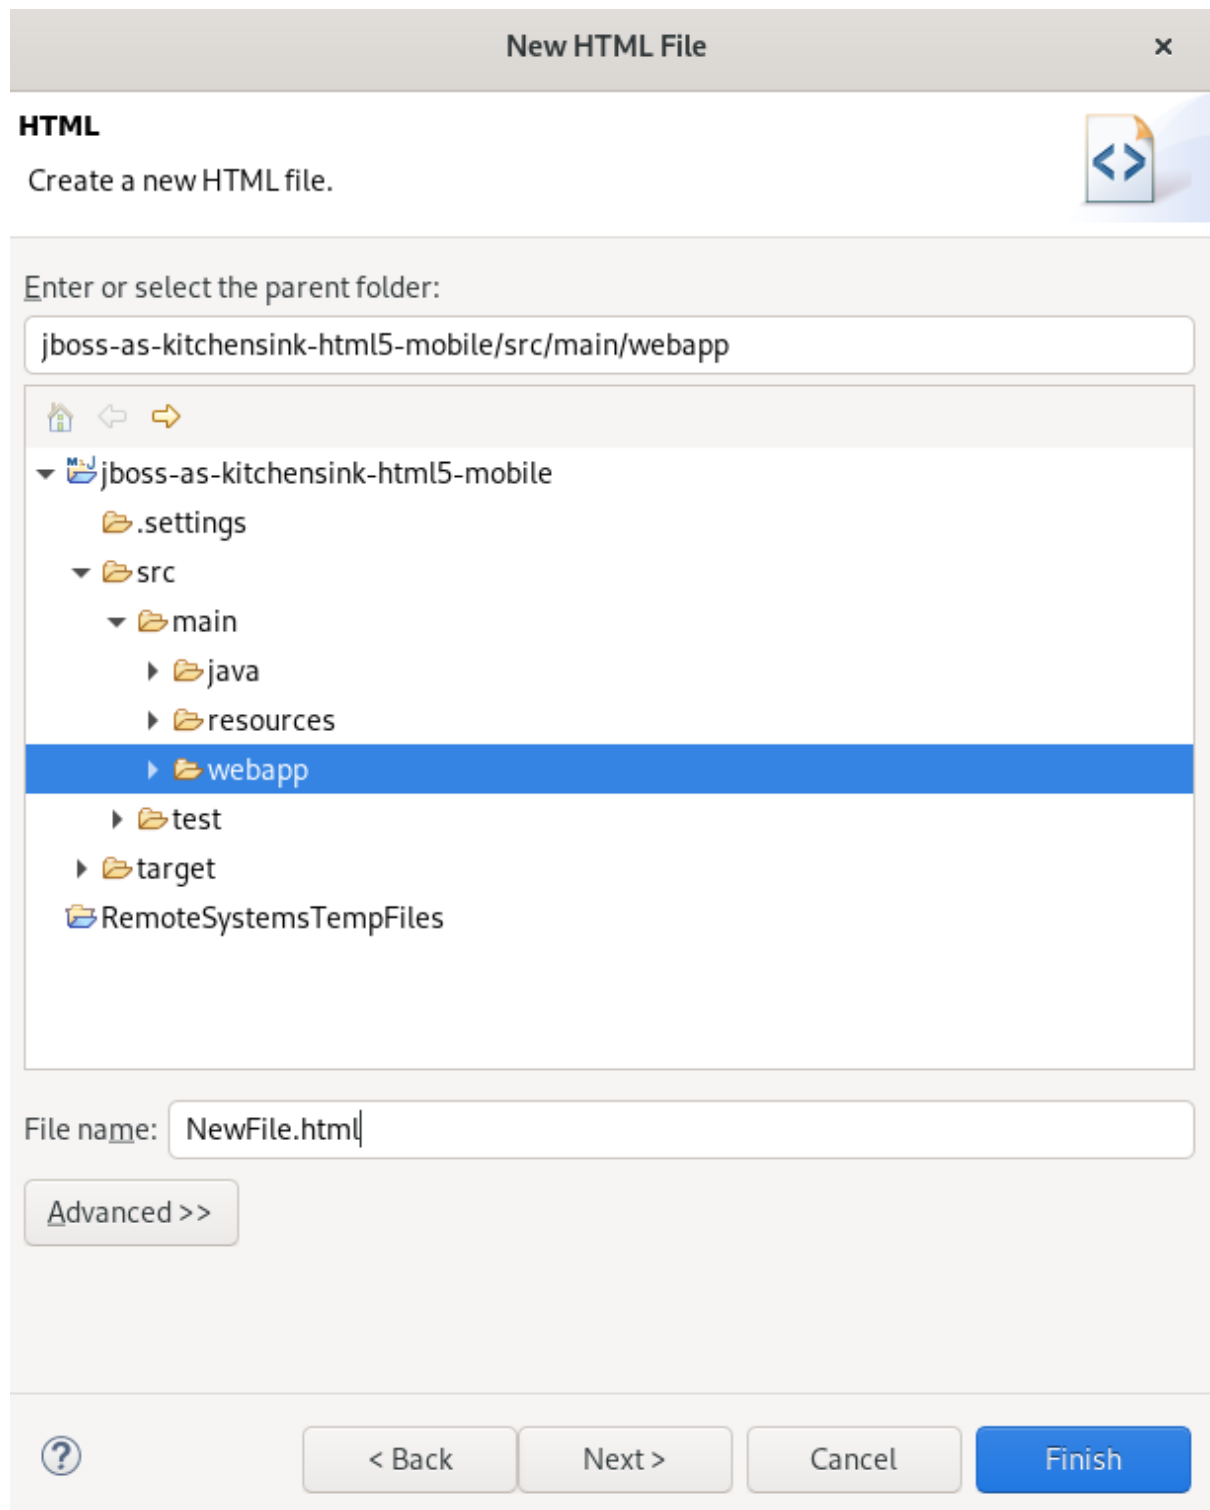 New HTML File
HTML
Create a new HTML file.
Enter or select the parent folder:
jboss-as-kitchensink-html5-mobile/src/main/webapp
jboss-as-kitchensink-html5-mobile
.settings
src
main
java
resources
webapp
test
target
RemoteSystemsTempFiles
File name: NewFile.html
Advanced >>
< Back Next > Cancel Finish